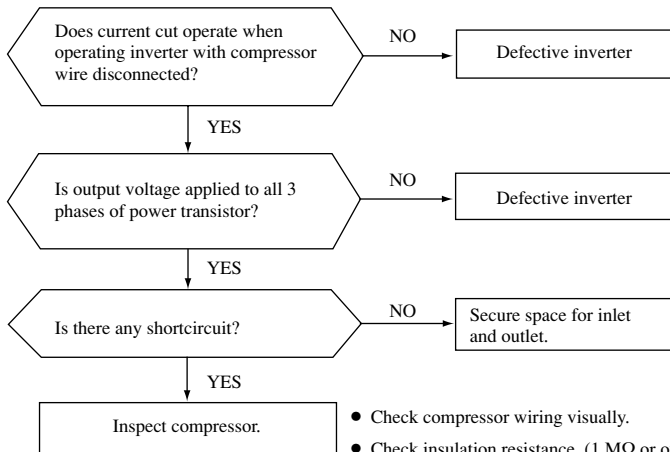 Does current cut operate when
operating inverter with compressor
wire disconnected?
NO
Defective inverter
YES
Is output voltage applied to all 3
phases of power transistor?
NO
Defective inverter
YES
Is there any shortcircuit?
NO
Secure space for inlet
and outlet.
YES
Inspect compressor.
● Check compressor wiring visually.
● Check insulation resistance. (1 MΩ or